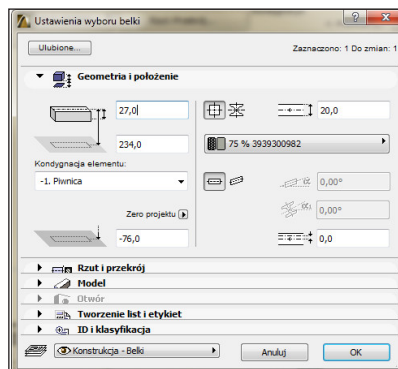 Ustawienia wyboru belki
Ulubione...
Zaznaczono: 1 Do zmian: 1
Geometria i położenie
27,0
20,0
234,0
75 % 3939300982
Kondygnacja elementu:
-1. Piwnica
α
0,00°
Zero projektu
0,00°
-76,0
0,0
Rzut i przekrój
Model
Otwór
Tworzenie list i etykiet
ID i klasyfikacja
Konstrukcja - Belki
Anuluj
OK